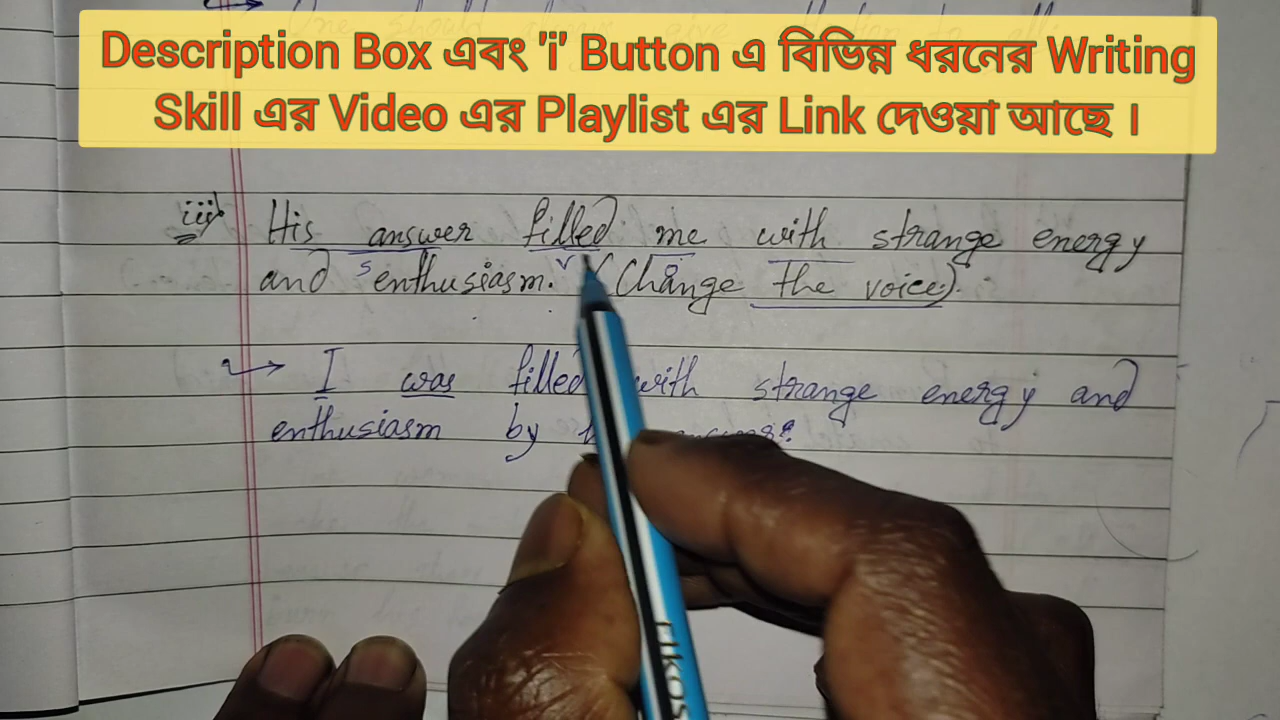 Description Box এবং 'i' Button এ বিভিন্ন ধরনের Writing
Skill এর Video এর Playlist এর Link দেওয়া আছে ।
iii) His answer filled me with strange energy
and enthusiasm. (Change the voice).
S V O
I was filled with strange energy and
enthusiasm by